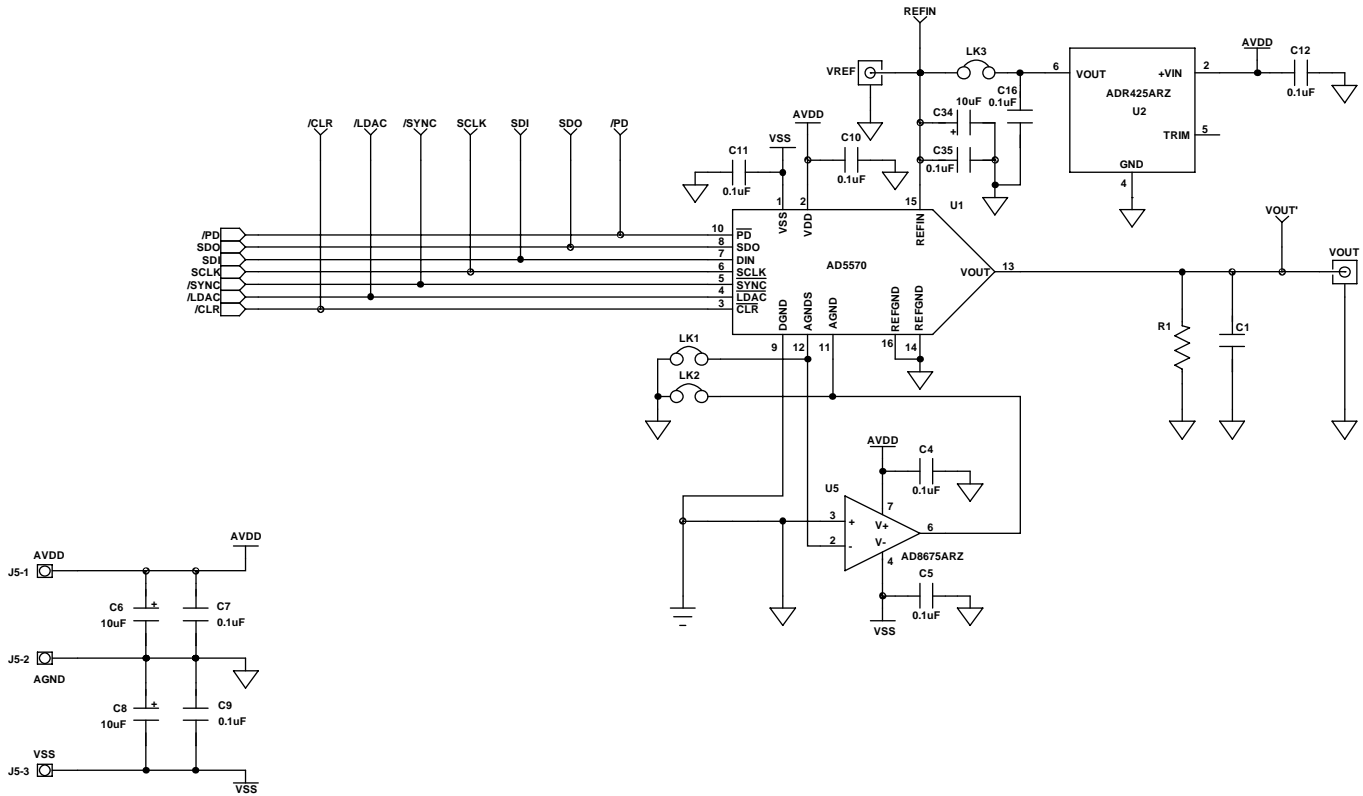 REFIN
LK3
VREF
6
VOUT
+VIN
2
AVDD
C12
0.1uF
ADR425ARZ
U2
TRIM
5
GND
4
C16
0.1uF
C34
10uF
+
C35
0.1uF
/CLR
/LDAC
/SYNC
SCLK
SDI
SDO
/PD
AVDD
VSS
C11
0.1uF
C10
0.1uF
1
2
15
U1
VSS
VDD
REFIN
/PD
SDO
SDI
SCLK
/SYNC
/LDAC
/CLR
10
8
7
6
5
4
3
PD
SDO
DIN
SCLK
SYNC
LDAC
CLR
AD5570
VOUT
13
VOUT'
VOUT
DGND
AGNDS
AGND
REFGND
REFGND
9
12
11
16
14
R1
C1
LK1
LK2
AVDD
C4
0.1uF
U5
7
3
+
V+
6
2
-
V-
AD8675ARZ
4
C5
0.1uF
VSS
AVDD
AVDD
J5-1
C6
+
10uF
C7
0.1uF
J5-2
AGND
C8
+
10uF
C9
0.1uF
VSS
J5-3
VSS